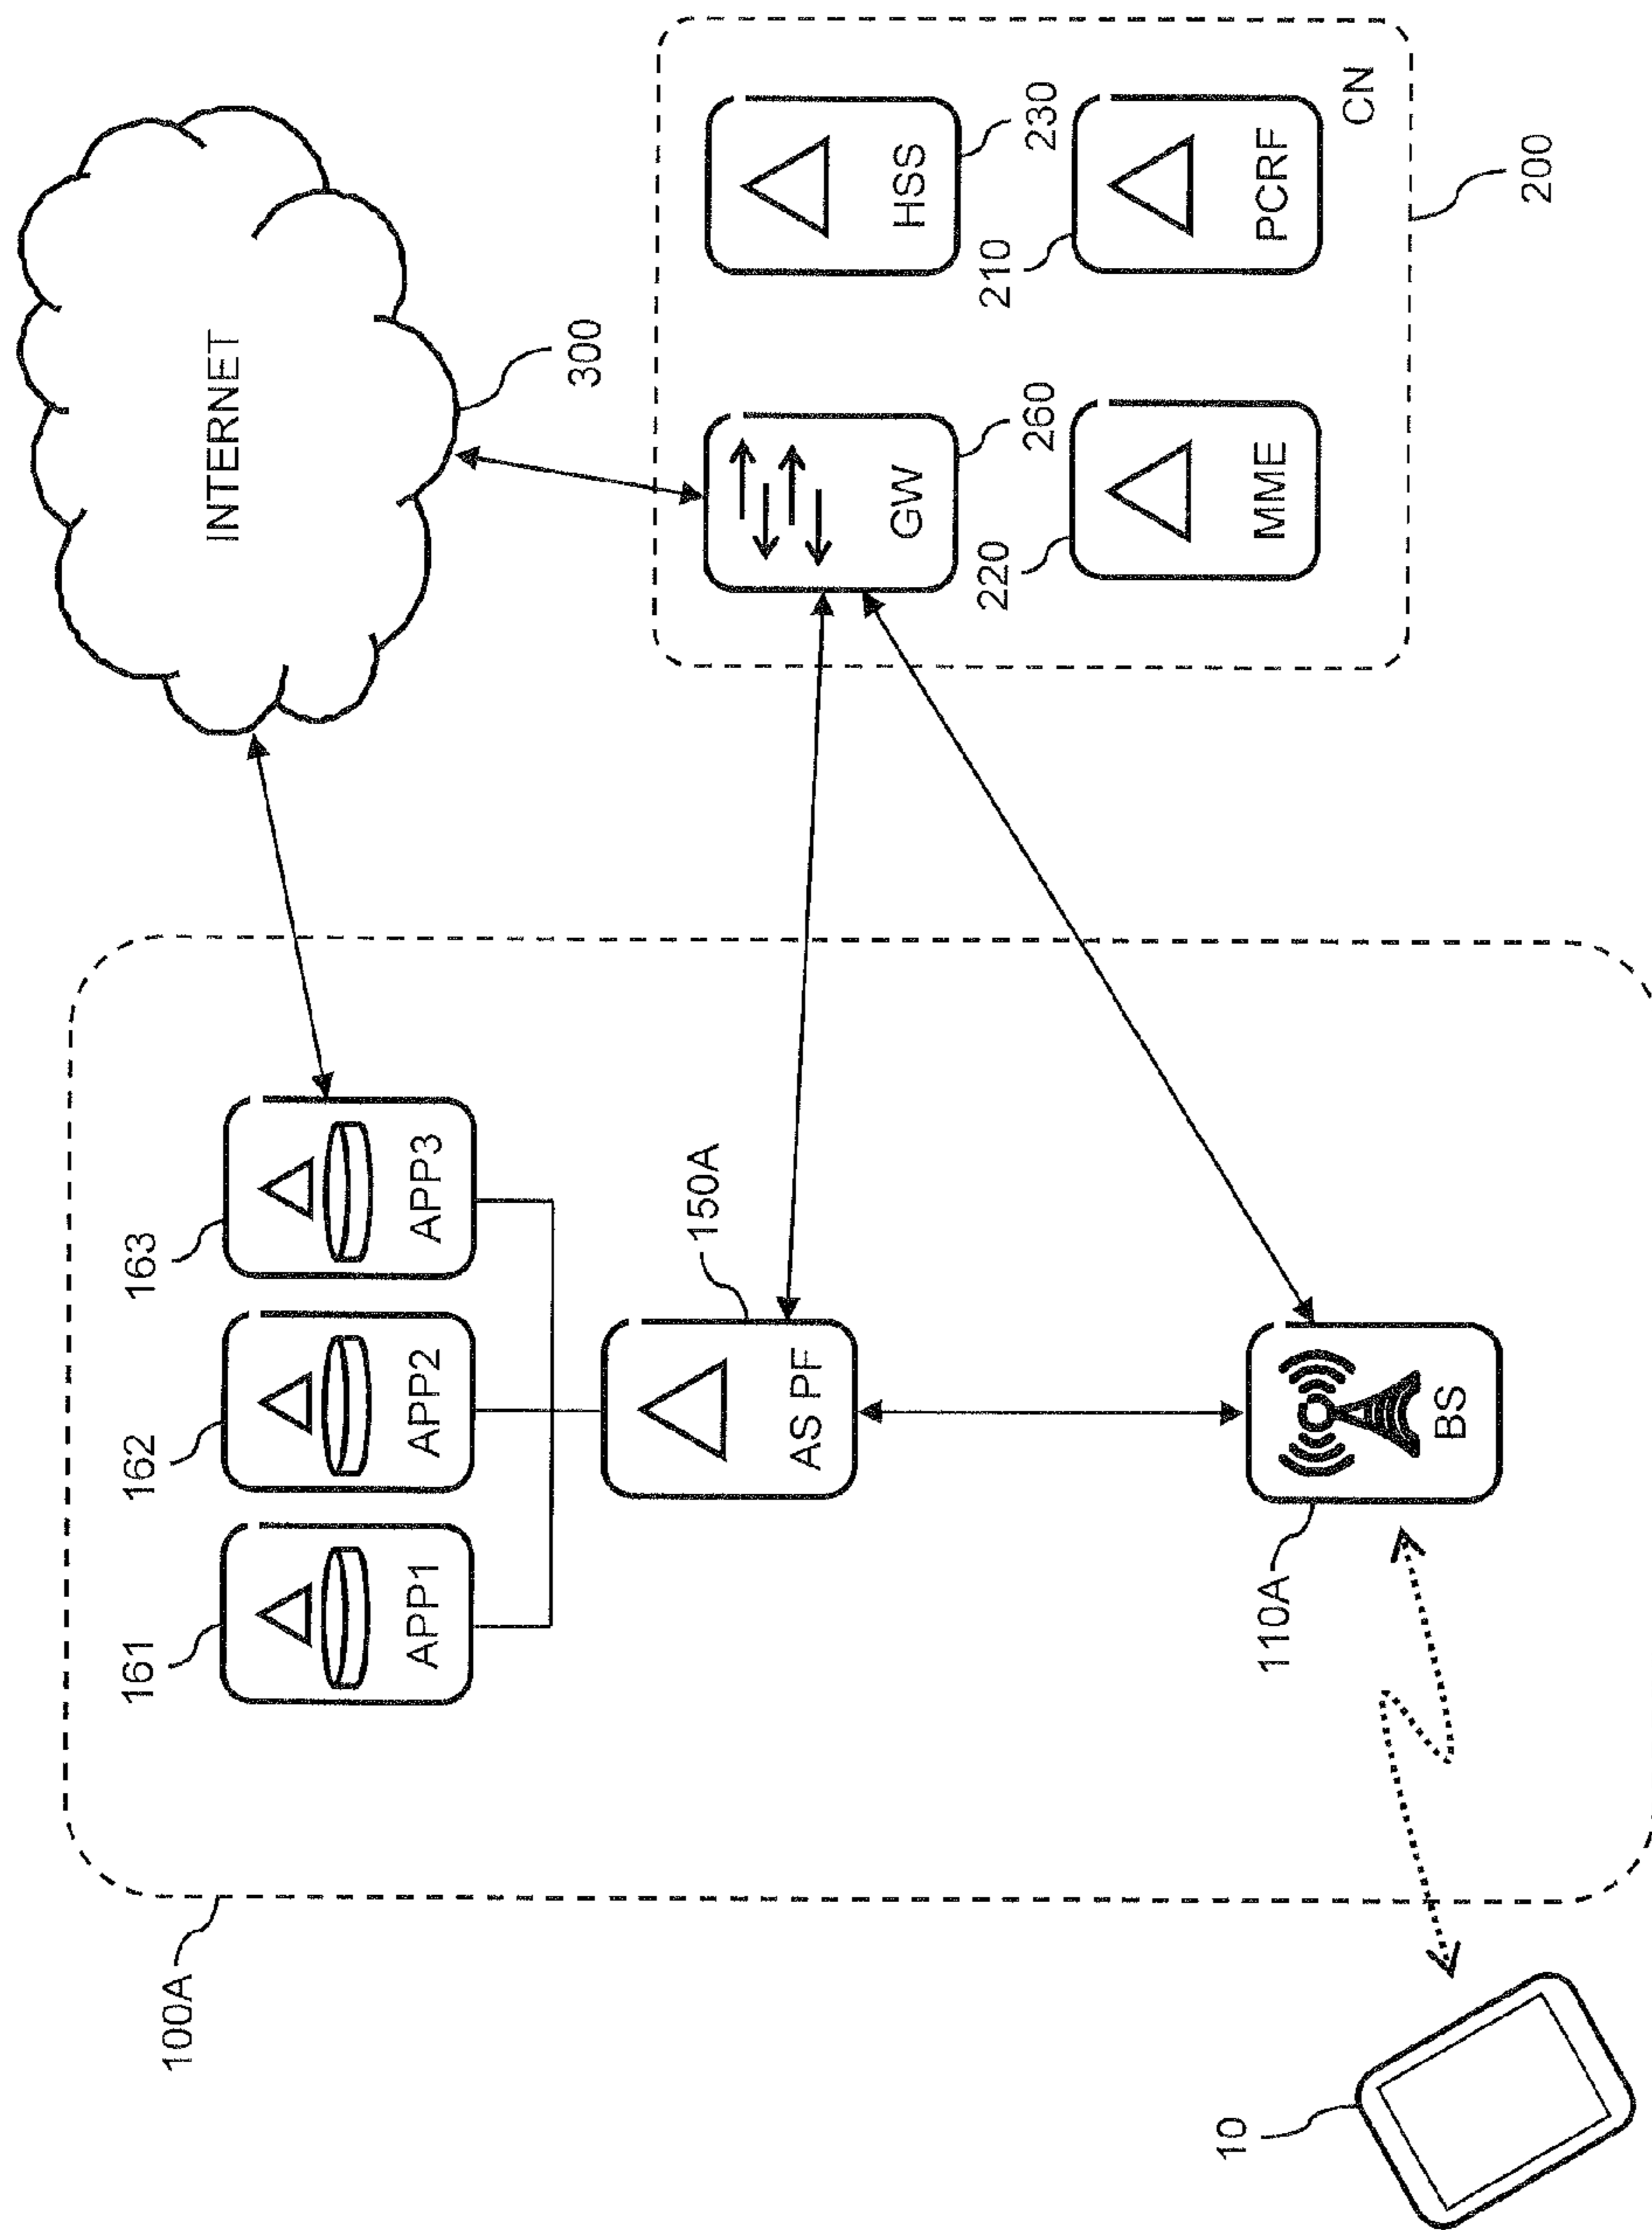 161
162
163
100A
INTERNET
APP1
APP2
APP3
300
150A
AS PF
GW
HSS
220
210
260
230
10
110A
MME
PCRF
CN
BS
200